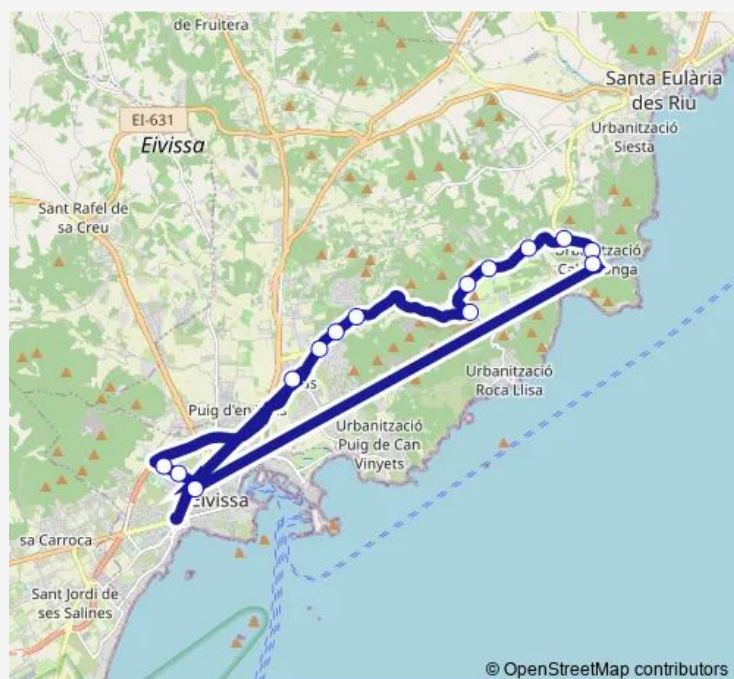 de Fruitera
Santa Eulària
des Riu
EI-631
Urbanització
Siesta
Eivissa
Sant Rafel de
sa Creu
Urbanització
Urbanització
Roca Llisa
Puig d'en
Urbanització
Puig de Can
Vinyets
Eivissa
sa Carroca
Sant Jordi de
ses Salines
© OpenStreetMap contributors